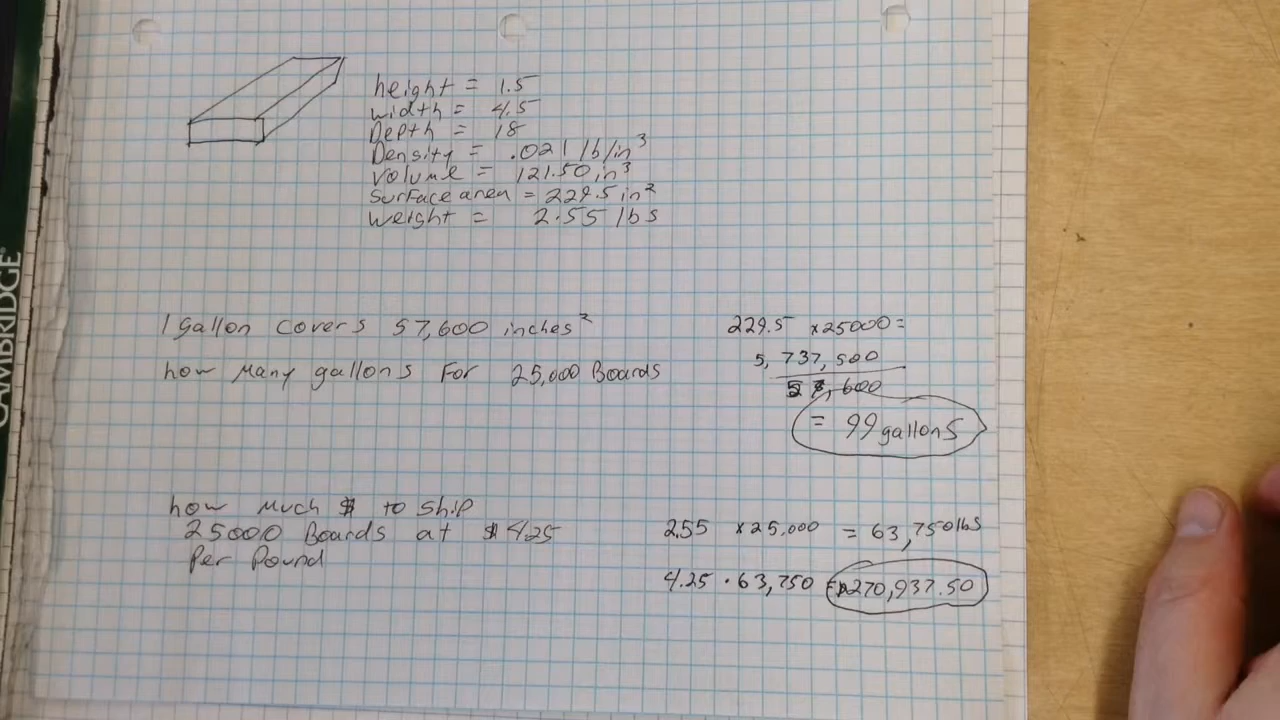 height = 1.5
width = 4.5
Depth = 18
Density = .021 lb/in³
Volume = 121.50 in³
Surface area = 229.5 in²
Weight = 2.55 lbs
1 gallon covers 57,600 inches²
how many gallons For 25,000 Boards
229.5 x25000=
5,737,500
57,600
= 99 gallons
how much $ to ship
25000 Boards at $4.25
Per Pound
2.55 x25,000 = 63,750 lbs
4.25 · 63,750 = $270,937.50
CAMBRIDGE®